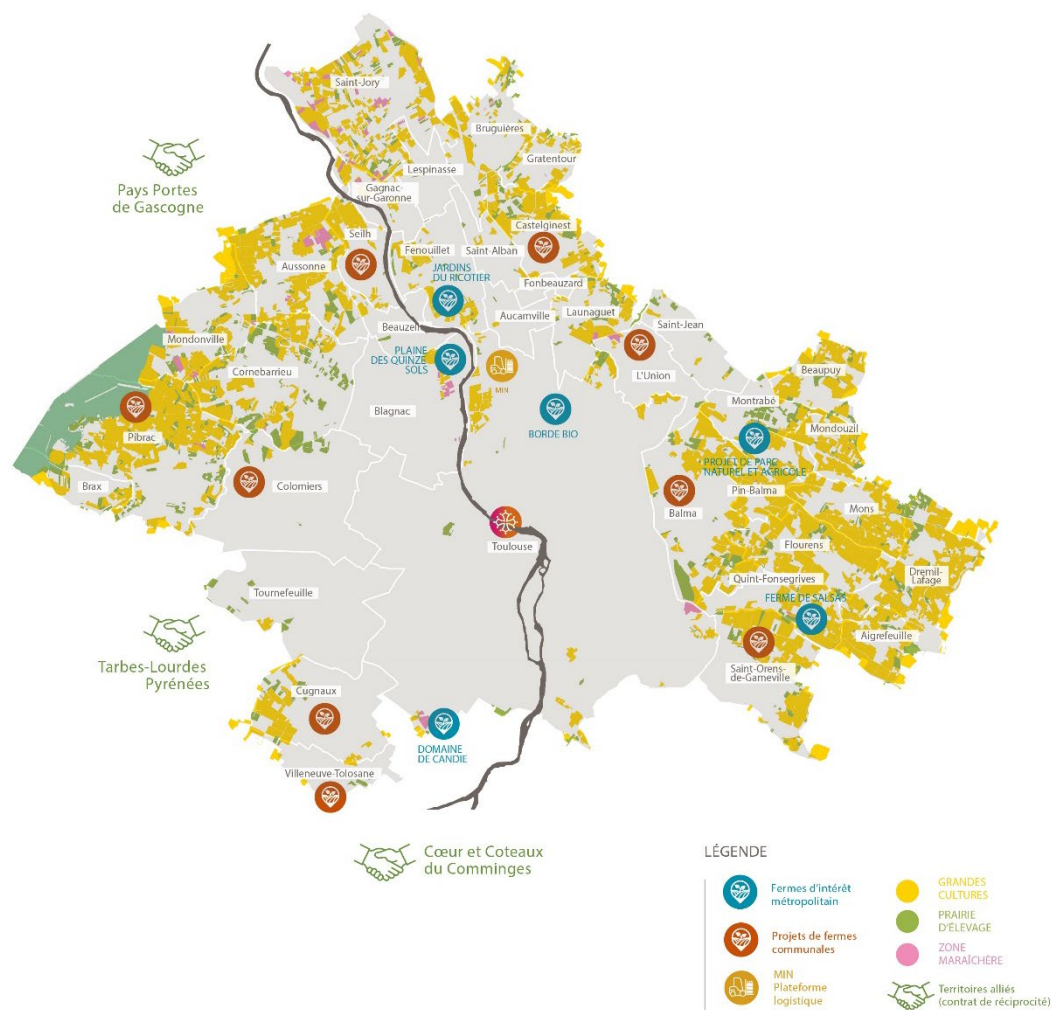 Saint-Jory
Bruguières
Gratentour
Lespinasse
Gagnac-
sur-Garonne
Pays Portes
de Gascogne
Castelginest
Seilh
Fenouillet
Saint-Alban
Aussonne
JARDINS
DU RICOTIER
Fonbeauzard
Launaguet
Saint-Jean
Aucamville
Beauzell
Mondonville
PLAINE
DES QUINZE
SOLS
Cornebarrieu
MIN
L'Union
Beaupuy
Montrabé
Blagnac
BORDE BIO
Mondouzil
Pibrac
PROJET DE PARC
NATUREL ET AGRICOLE
Brax
Colomiers
Pin-Balma
Balma
Mons
Toulouse
Flourens
Dremil-
Lafage
Quint-Fonsegrives
Tournefeuille
FERME DE SALSAS
Aigrefeuille
Tarbes-Lourdes
Pyrénées
Saint-Orens-
de-Gameville
Cugnaux
DOMAINE
DE CANDIE
Villeneuve-Tolosane
Cœur et Coteaux
du Comminges
LÉGENDE
Fermes d'intérêt
métropolitain
Projets de fermes
communales
MIN
Plateforme
logistique
GRANDES
CULTURES
PRAIRIE
D'ÉLEVAGE
ZONE
MARAÎCHÈRE
Territoires alliés
(contrat de réciprocité)